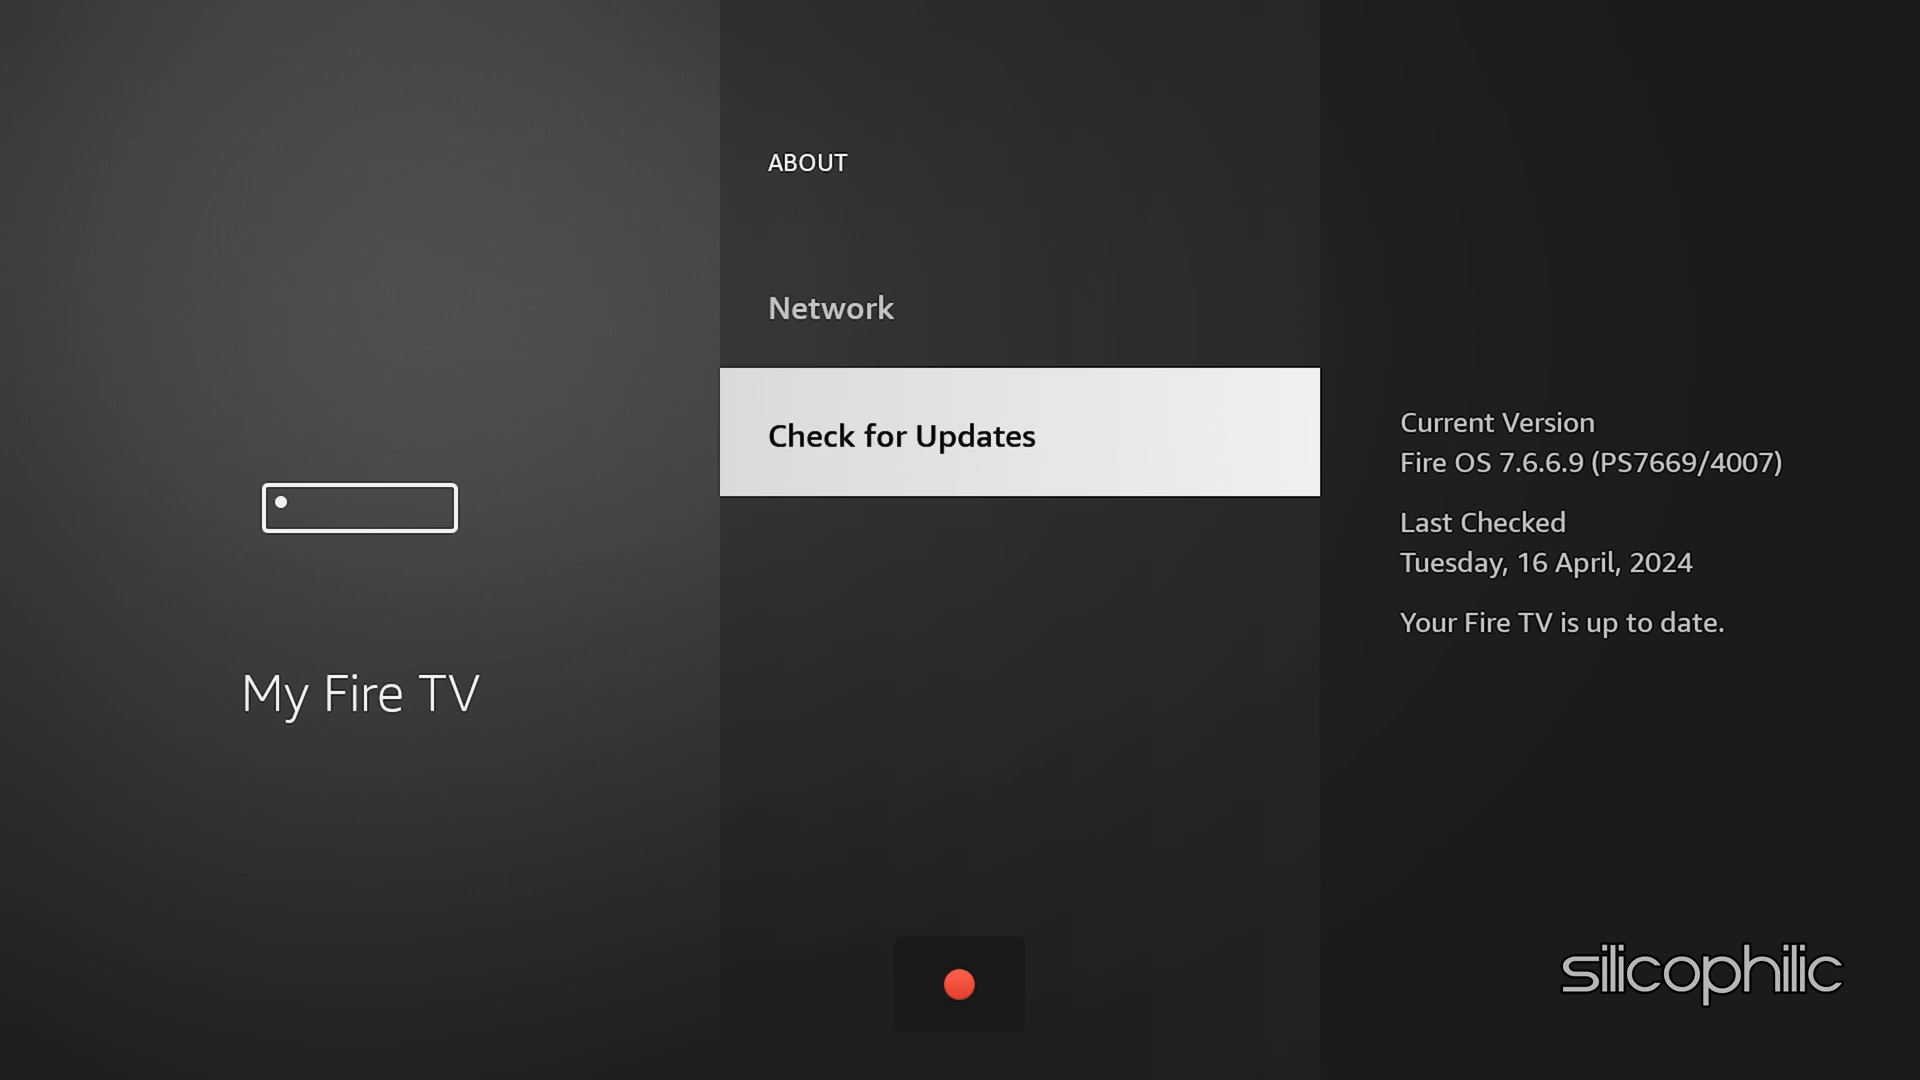 My Fire TV
ABOUT
Network
Check for Updates
Current Version
Fire OS 7.6.6.9 (PS7669/4007)
Last Checked
Tuesday, 16 April, 2024
Your Fire TV is up to date.
silicophilic